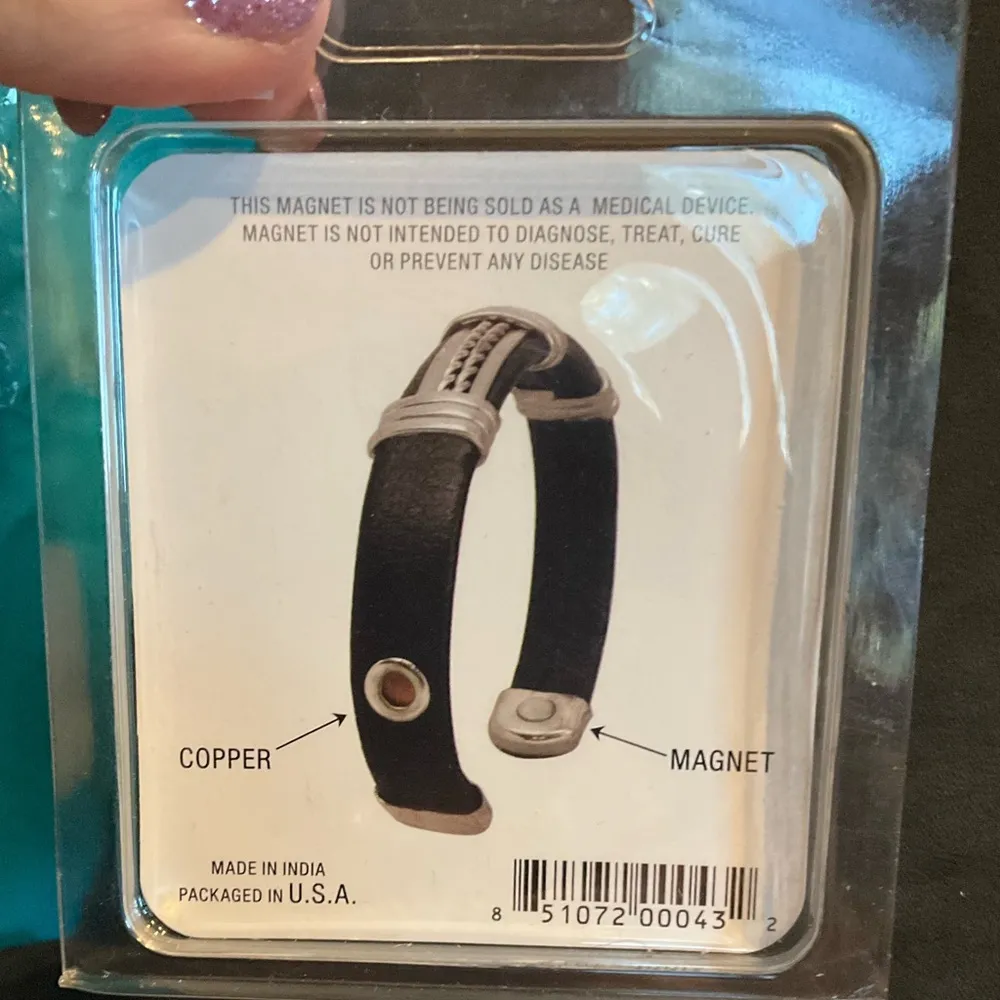 THIS MAGNET IS NOT BEING SOLD AS A MEDICAL DEVICE.
MAGNET IS NOT INTENDED TO DIAGNOSE, TREAT, CURE
OR PREVENT ANY DISEASE
COPPER
MAGNET
MADE IN INDIA
PACKAGED IN U.S.A.
8 51072 00043 2